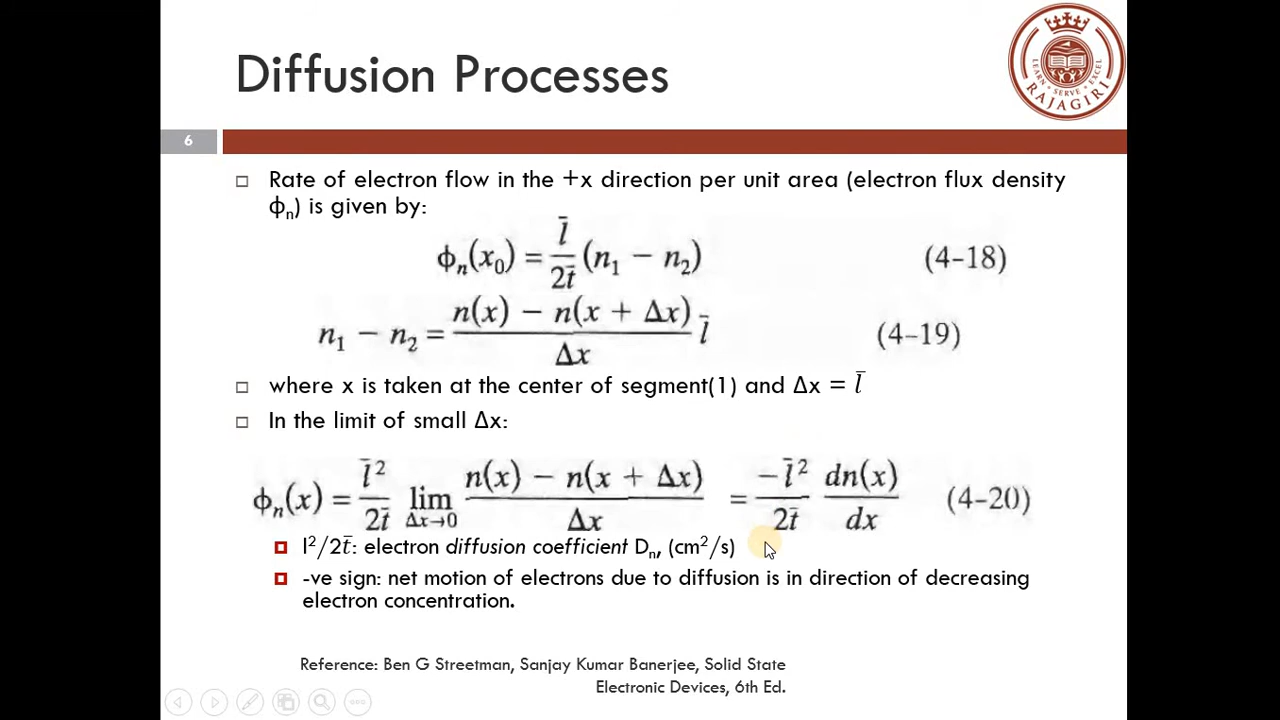 Diffusion Processes
LEARN · SERVE · EXCEL
RAJAGIRI
6
Rate of electron flow in the +x direction per unit area (electron flux density
ϕₙ) is given by:
ϕₙ(x₀) = l̄/2t̄ (n₁ − n₂) (4–18)
n₁ − n₂ = n(x) − n(x + Δx)/Δx l̄ (4–19)
where x is taken at the center of segment(1) and Δx = l̄
In the limit of small Δx:
ϕₙ(x) = l̄²/2t̄ lim Δx→0 n(x) − n(x + Δx)/Δx = −l̄²/2t̄ dn(x)/dx (4–20)
l²/2t̄: electron diffusion coefficient Dₙ, (cm²/s)
-ve sign: net motion of electrons due to diffusion is in direction of decreasing
electron concentration.
Reference: Ben G Streetman, Sanjay Kumar Banerjee, Solid State
Electronic Devices, 6th Ed.